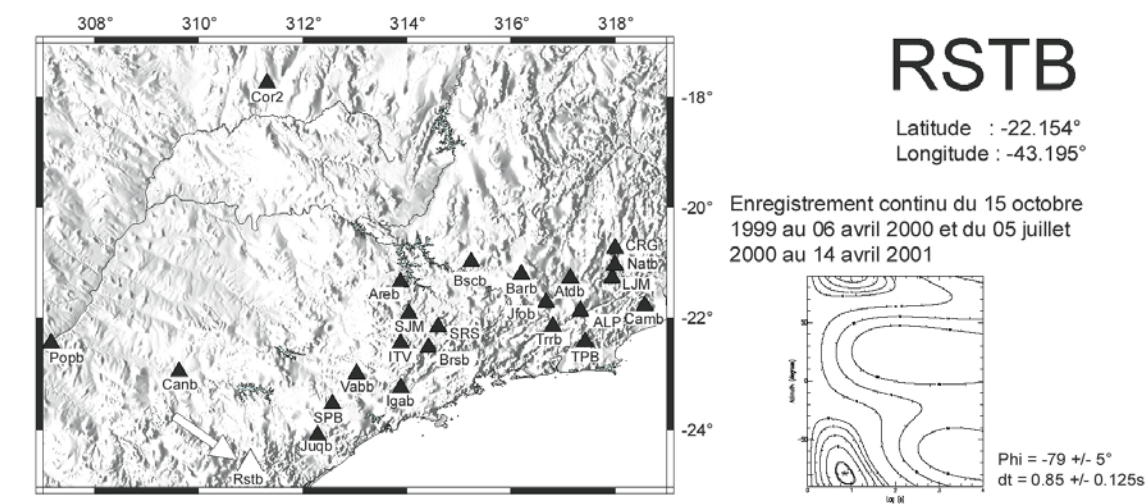 308° 310° 312° 314° 316° 318°
RSTB
Cor2
-18°
Latitude : -22.154°
Longitude : -43.195°
-20°
Enregistrement continu du 15 octobre
1999 au 06 avril 2000 et du 05 juillet
2000 au 14 avril 2001
CRG
Natb
LJM
Bscb
Barb
Atdb
Areb
Jfob
Camb
ALP
SJM
SRS
Trrb
-22°
ITV
Brsb
TPB
Popb
Canb
Vabb
Igab
SPB
Juqb
-24°
Rstb
Phi = -79 +/- 5°
dt = 0.85 +/- 0.125s